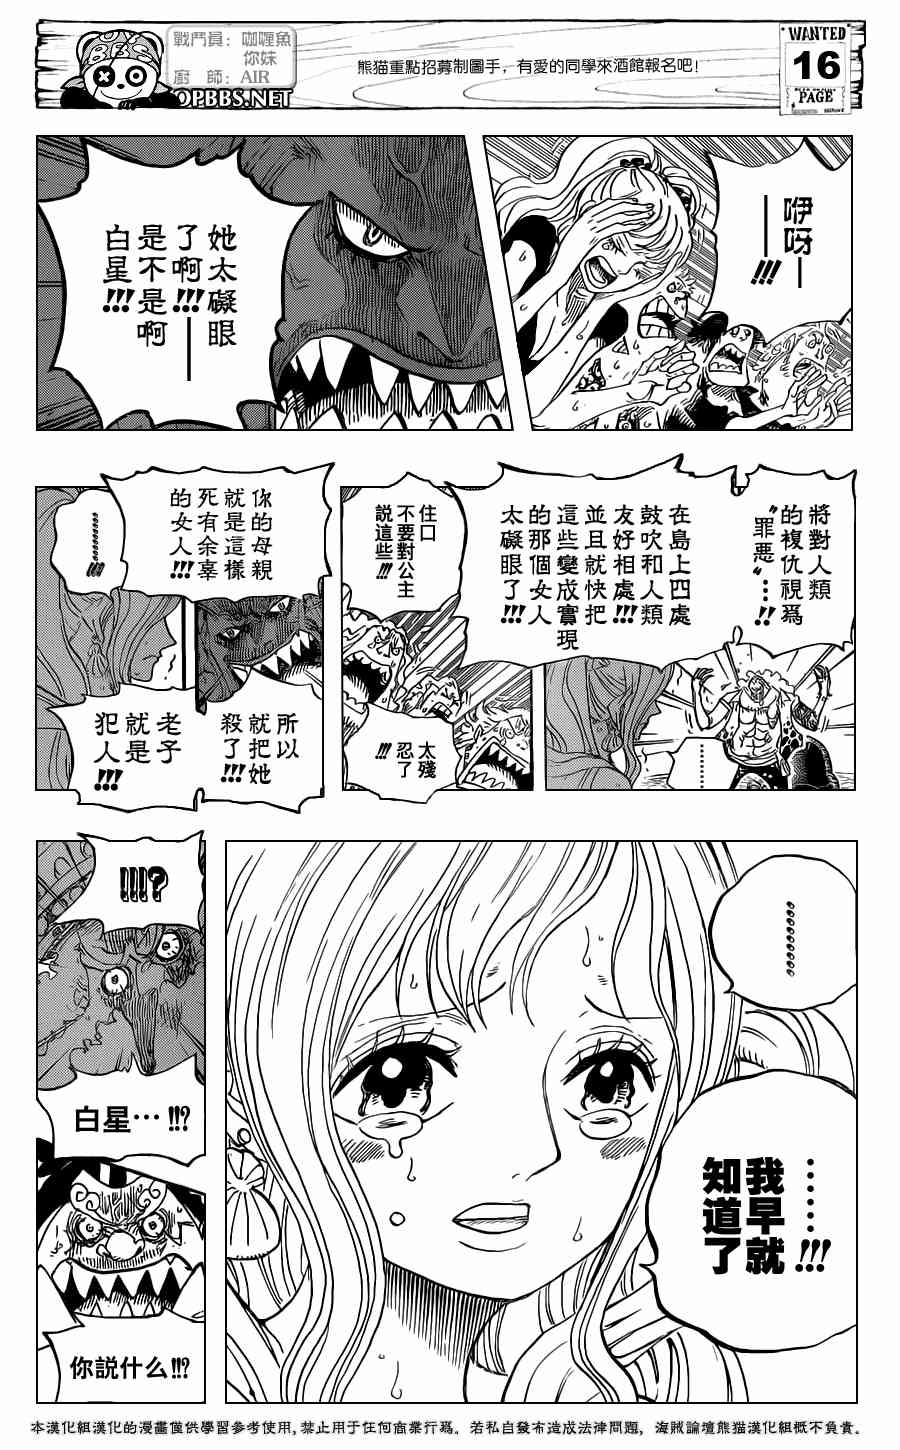 戰鬥員：咖喱魚
你妹
廚　師：AIR
OPBBS.NET
熊猫重點招募制圖手，有愛的同學來酒館報名吧！
WANTED
16
PAGE
咿呀—
——!!!
她太礙眼
了啊!!!——
是不是啊
白星!!!
將對人類
的複仇視爲
“罪惡”…!!
在島上四處
鼓吹和人類
友好相處!!!
並且就快把
這些變成實現
的那個女人
太礙眼了!!!
………
住口
不要對公主
説這些!!!
太殘
忍了
!!!
你的母親
就是這樣
死有余辜
的女人!!!
所以
就把她
殺了!!!
………!!!
老子
就是
犯人!!!
………
……!!!
我早就
知道了
!!!?
白星…!!?
你説什么!!?
本漢化組漢化的漫畫僅供學習參考使用,禁止用于任何商業行爲。若私自發布造成法律問題，海賊論壇熊猫漢化組概不負責。